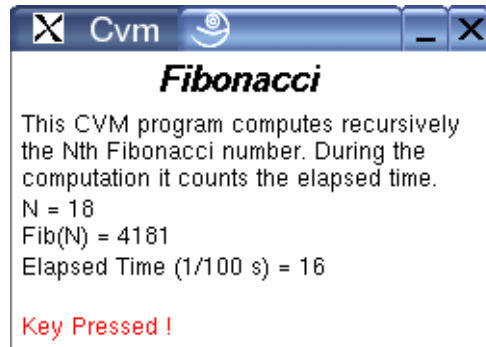 Cvm
Fibonacci
This CVM program computes recursively
the Nth Fibonacci number. During the
computation it counts the elapsed time.
N = 18
Fib(N) = 4181
Elapsed Time (1/100 s) = 16
Key Pressed !